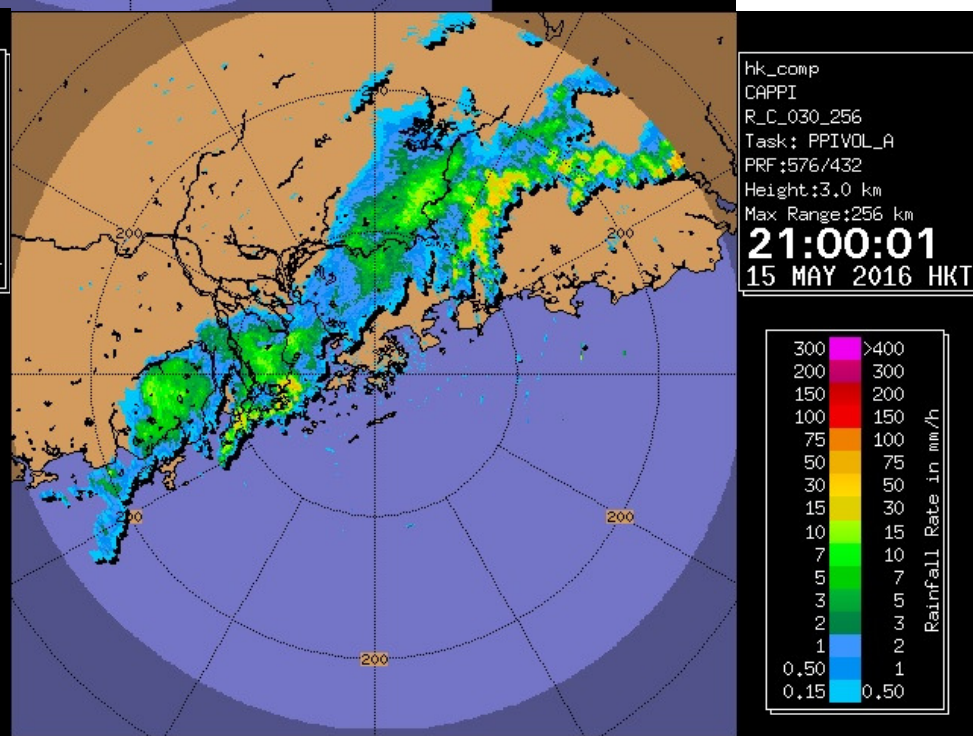 hk_comp
CAPPI
R_C_030_256
Task: PPIVOL_A
PRF:576/432
Height:3.0 km
Max Range:256 km
21:00:01
15 MAY 2016 HKT
200
200
200
200
200
200
300 >400
200 300
150 200
100 150
75 100
50 75
30 50
15 30
10 15
7 10
5 7
3 5
2 3
1 2
0.50 1
0.15 0.50
Rainfall Rate in mm/h